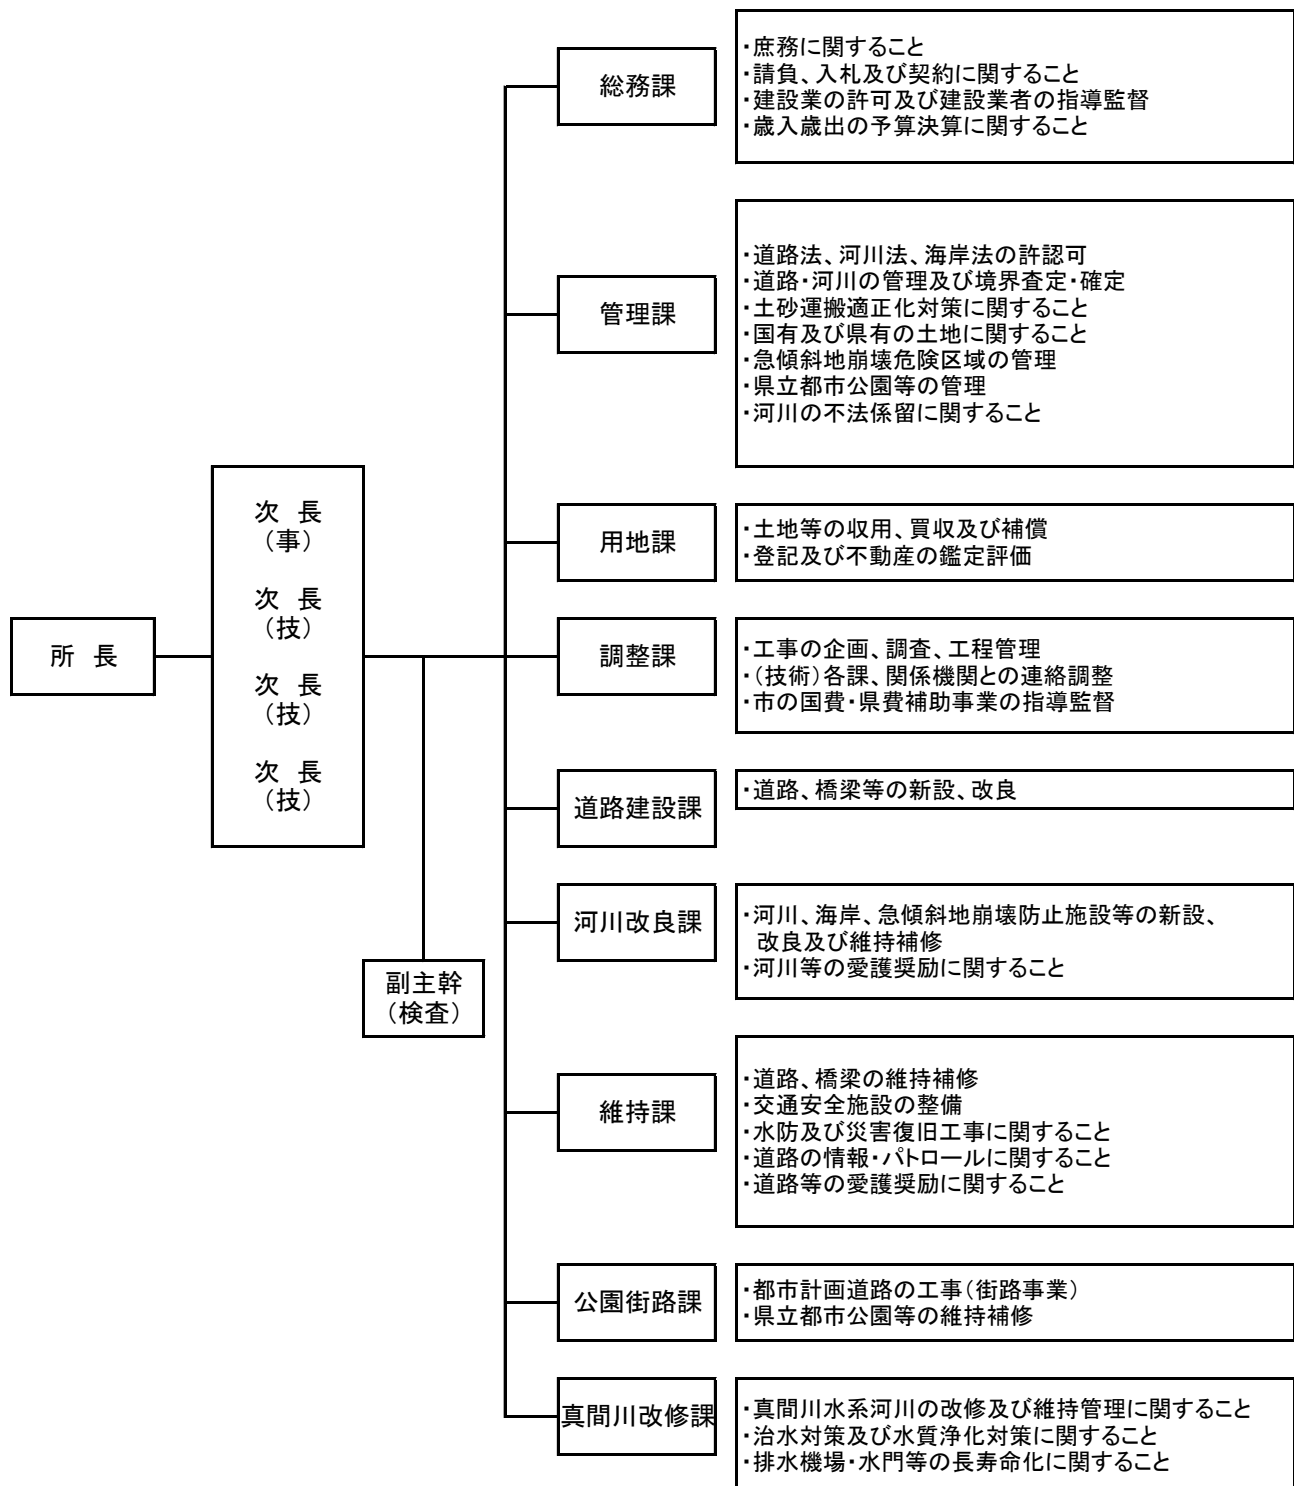 総務課
・庶務に関すること
・請負、入札及び契約に関すること
・建設業の許可及び建設業者の指導監督
・歳入歳出の予算決算に関すること
管理課
・道路法、河川法、海岸法の許認可
・道路・河川の管理及び境界査定・確定
・土砂運搬適正化対策に関すること
・国有及び県有の土地に関すること
・急傾斜地崩壊危険区域の管理
・県立都市公園等の管理
・河川の不法係留に関すること
所 長
次 長
（事）
次 長
（技）
次 長
（技）
次 長
（技）
副主幹
（検査）
用地課
・土地等の収用、買収及び補償
・登記及び不動産の鑑定評価
調整課
・工事の企画、調査、工程管理
・（技術）各課、関係機関との連絡調整
・市の国費・県費補助事業の指導監督
道路建設課
・道路、橋梁等の新設、改良
河川改良課
・河川、海岸、急傾斜地崩壊防止施設等の新設、
改良及び維持補修
・河川等の愛護奨励に関すること
維持課
・道路、橋梁の維持補修
・交通安全施設の整備
・水防及び災害復旧工事に関すること
・道路の情報・パトロールに関すること
・道路等の愛護奨励に関すること
公園街路課
・都市計画道路の工事（街路事業）
・県立都市公園等の維持補修
真間川改修課
・真間川水系河川の改修及び維持管理に関すること
・治水対策及び水質浄化対策に関すること
・排水機場・水門等の長寿命化に関すること